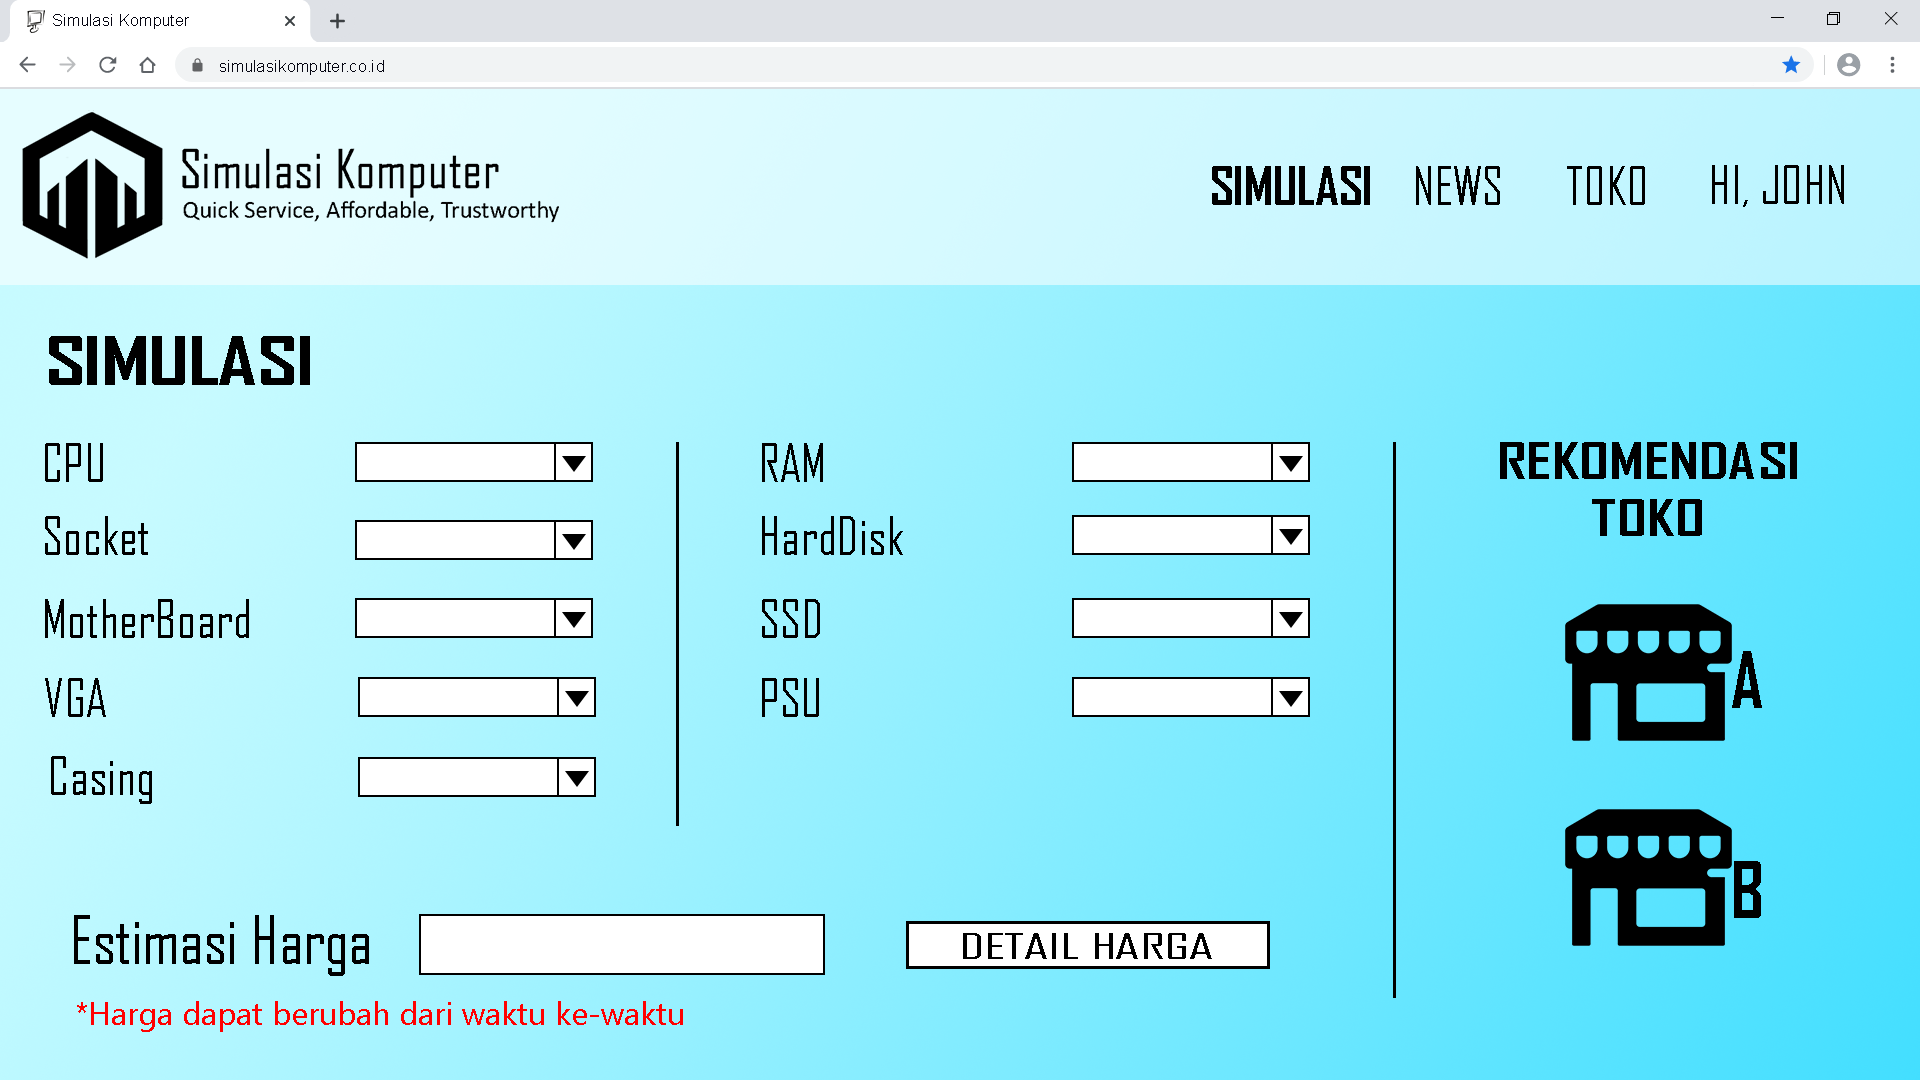 Simulasi Komputer
simulasikomputer.co.id
Simulasi Komputer
Quick Service, Affordable, Trustworthy
SIMULASI NEWS TOKO HI, JOHN
SIMULASI
CPU
Socket
MotherBoard
VGA
Casing
RAM
HardDisk
SSD
PSU
REKOMENDASI
TOKO
A
B
Estimasi Harga
DETAIL HARGA
*Harga dapat berubah dari waktu ke-waktu